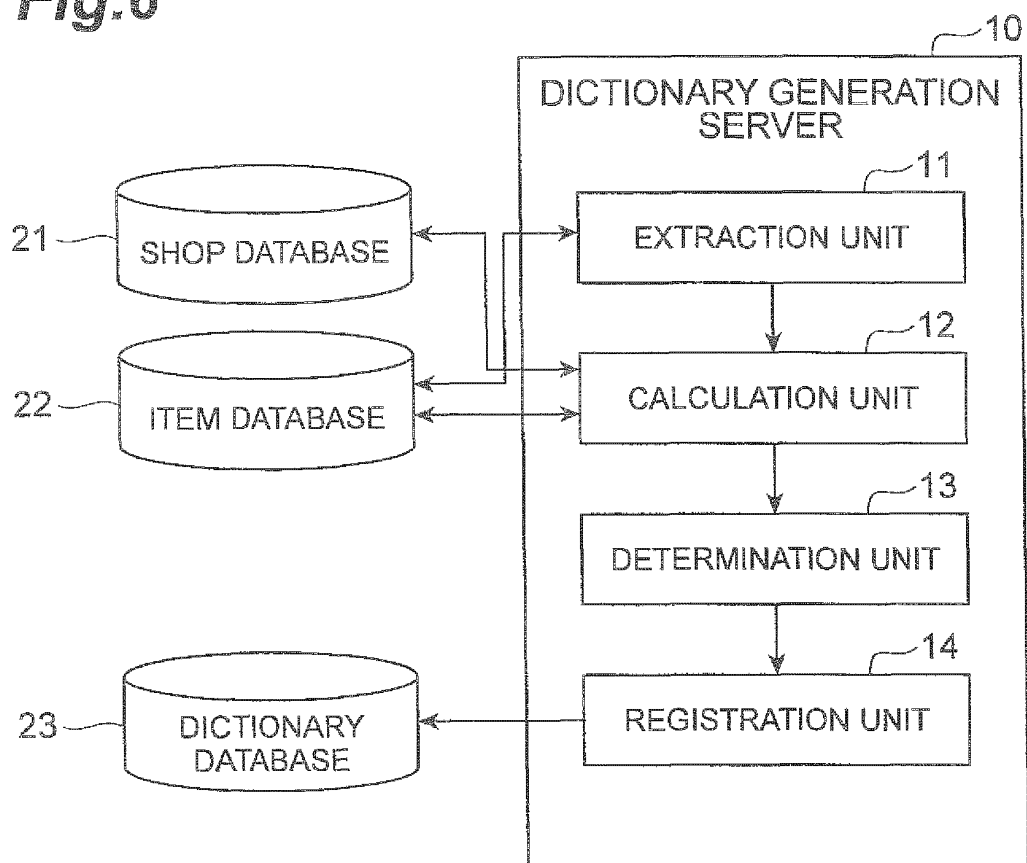 Fig.6
10
DICTIONARY GENERATION
SERVER
11
EXTRACTION UNIT
21
SHOP DATABASE
12
CALCULATION UNIT
22
ITEM DATABASE
13
DETERMINATION UNIT
14
REGISTRATION UNIT
23
DICTIONARY
DATABASE